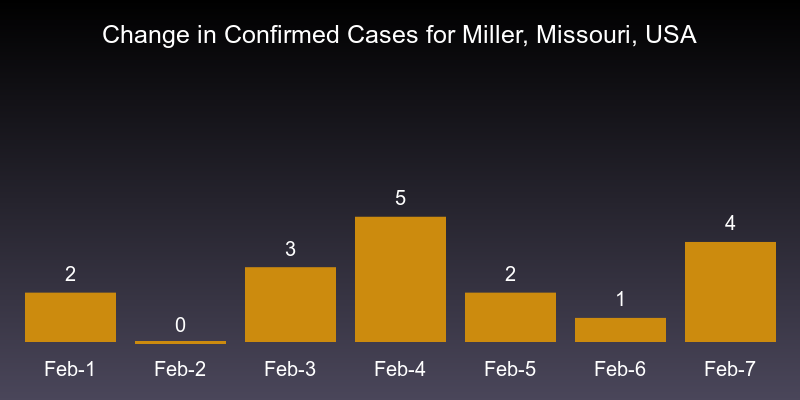 Change in Confirmed Cases for Miller, Missouri, USA
2 0 3 5 2 1 4
Feb-1 Feb-2 Feb-3 Feb-4 Feb-5 Feb-6 Feb-7